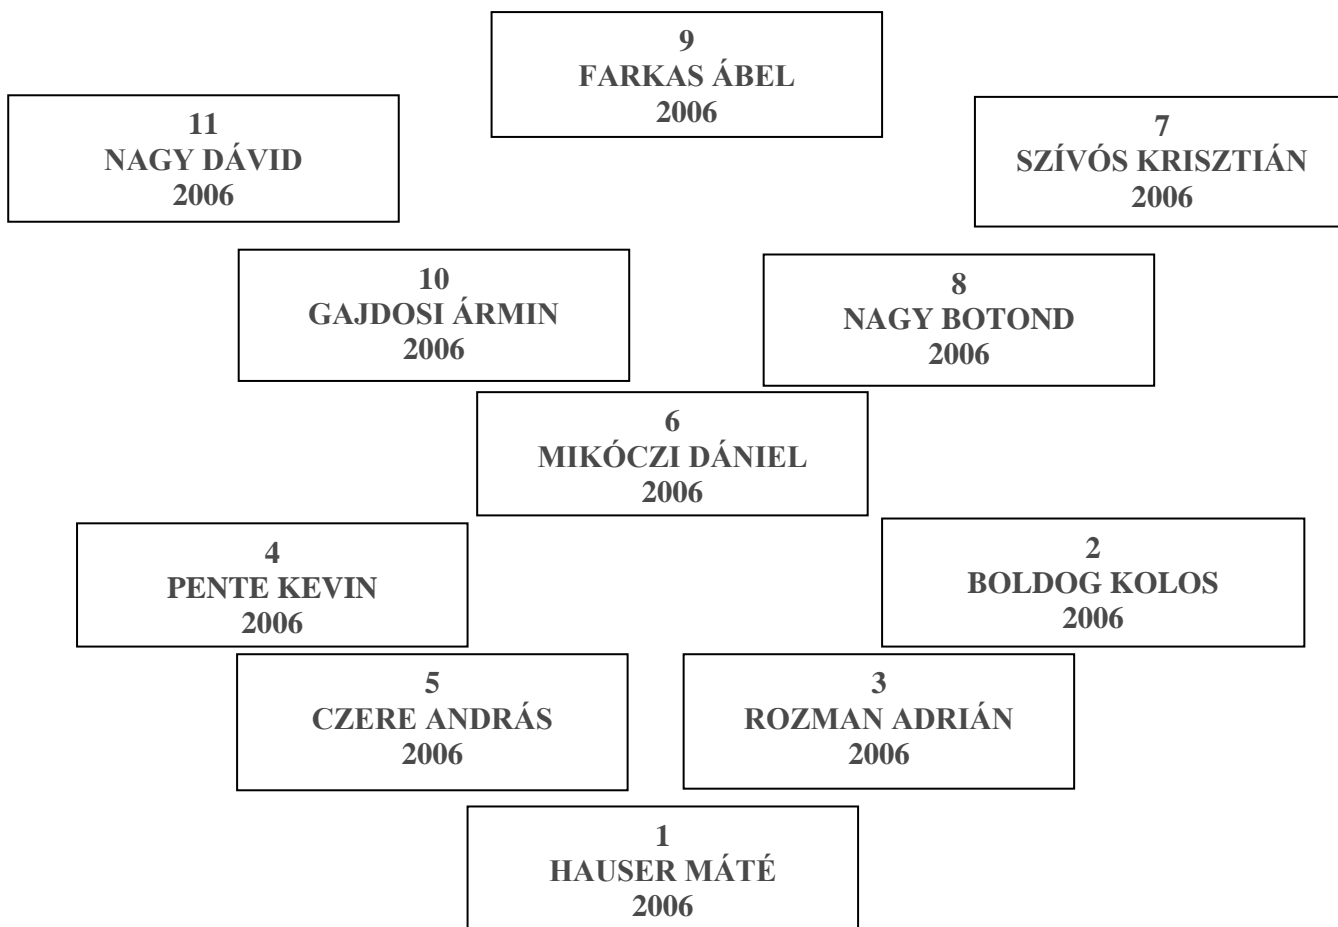 9
FARKAS ÁBEL
2006
11
NAGY DÁVID
2006
7
SZÍVÓS KRISZTIÁN
2006
10
GAJDOSI ÁRMIN
2006
8
NAGY BOTOND
2006
6
MIKÓCZI DÁNIEL
2006
4
PENTE KEVIN
2006
2
BOLDOG KOLOS
2006
5
CZERE ANDRÁS
2006
3
ROZMAN ADRIÁN
2006
1
HAUSER MÁTÉ
2006